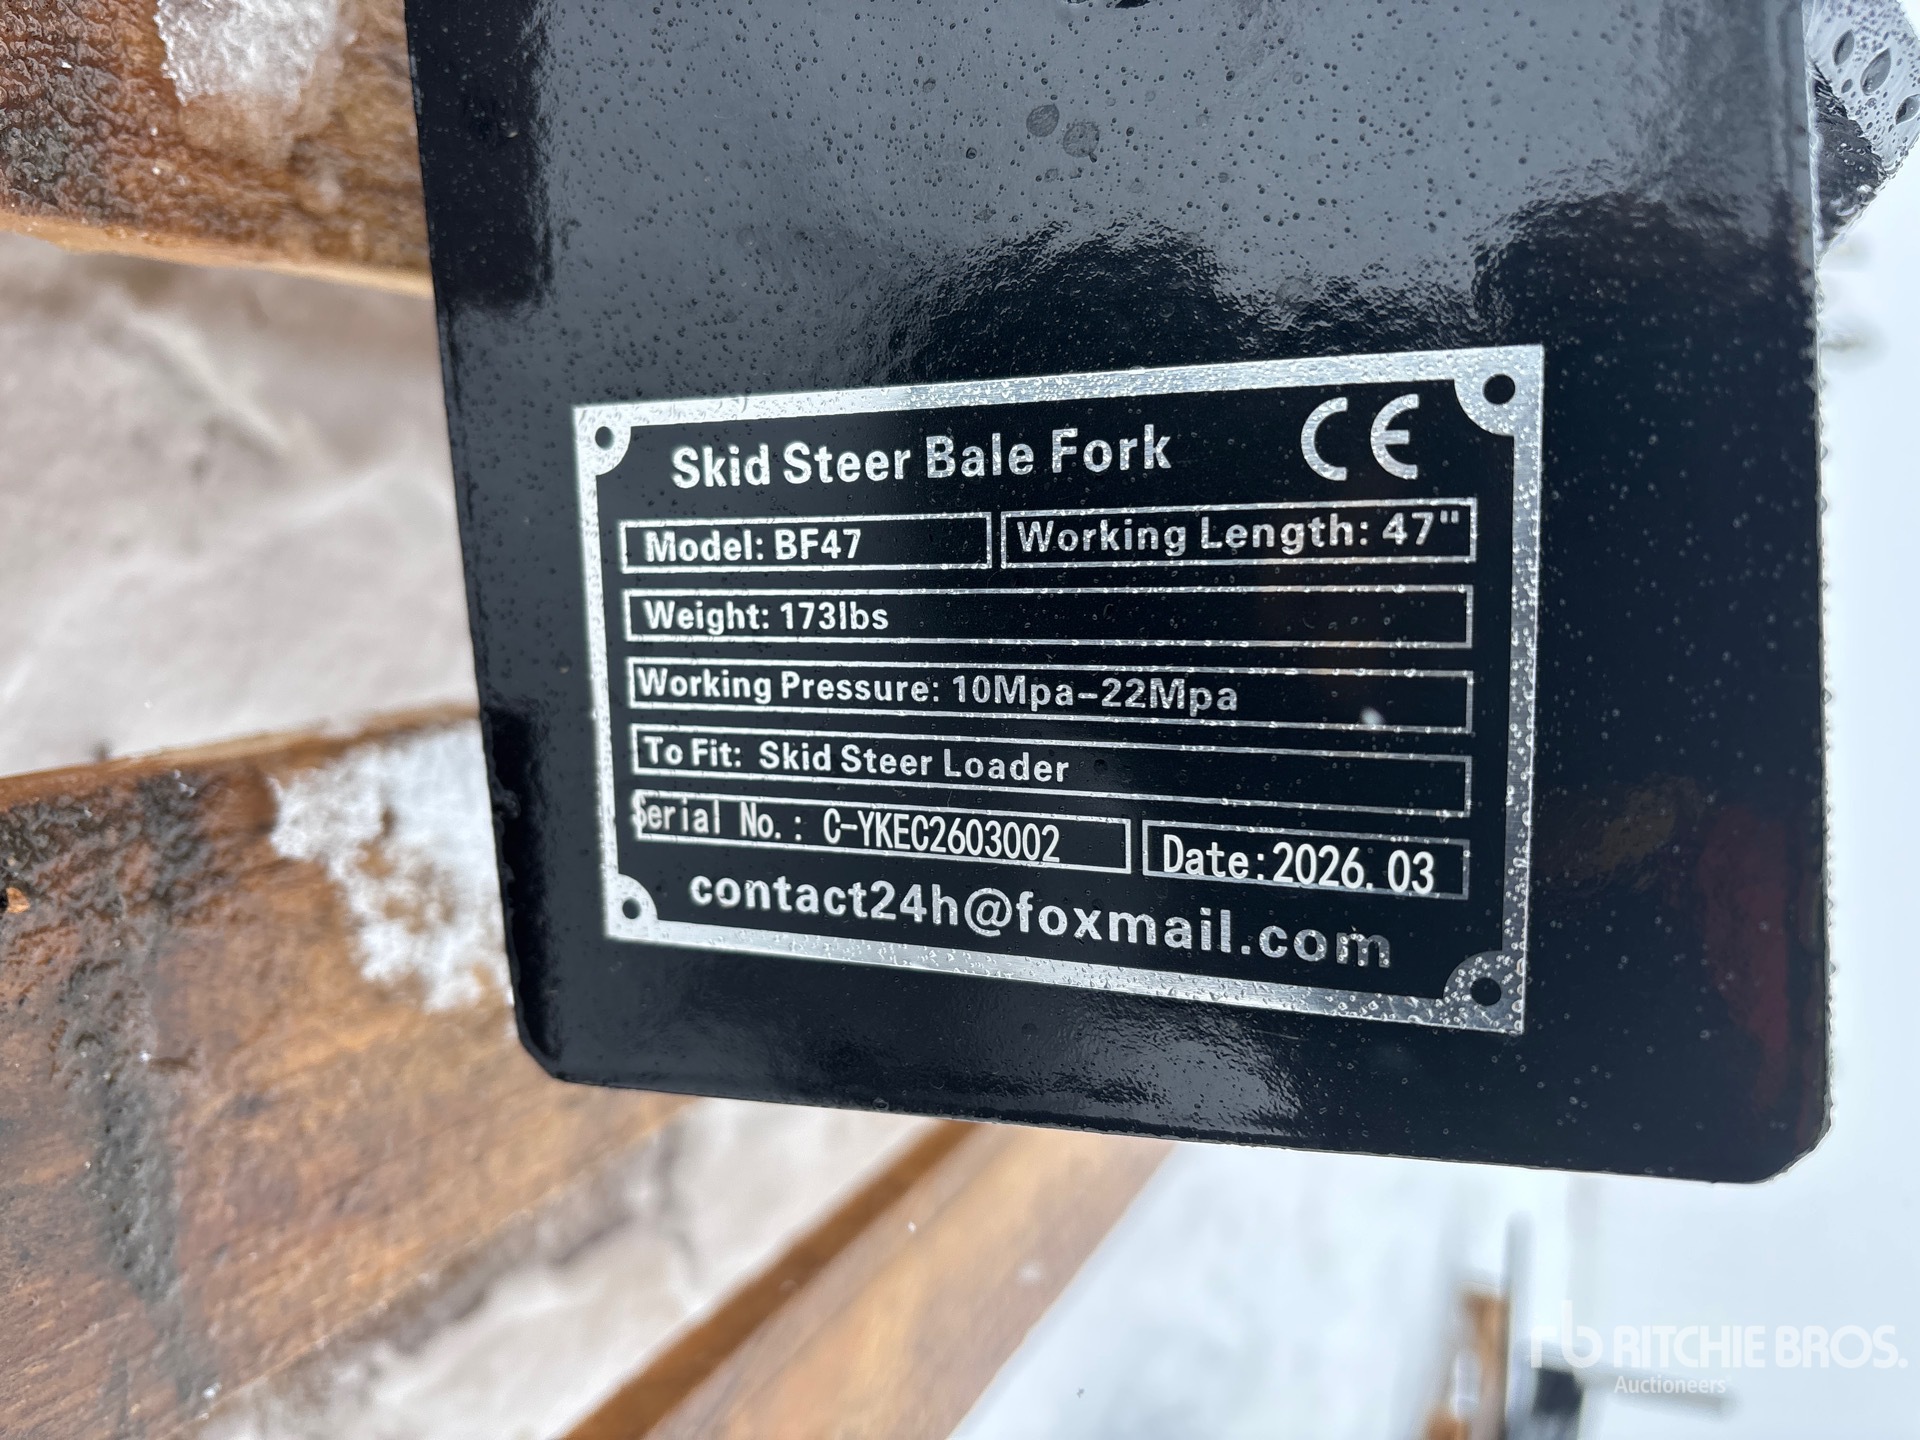 Skid Steer Bale Fork CE
Model: BF47 Working Length: 47"
Weight: 173lbs
Working Pressure: 10Mpa-22Mpa
To Fit: Skid Steer Loader
Serial No.: C-YKEC2603002 Date:2026.03
contact24h@foxmail.com
rb RITCHIE BROS.
Auctioneers